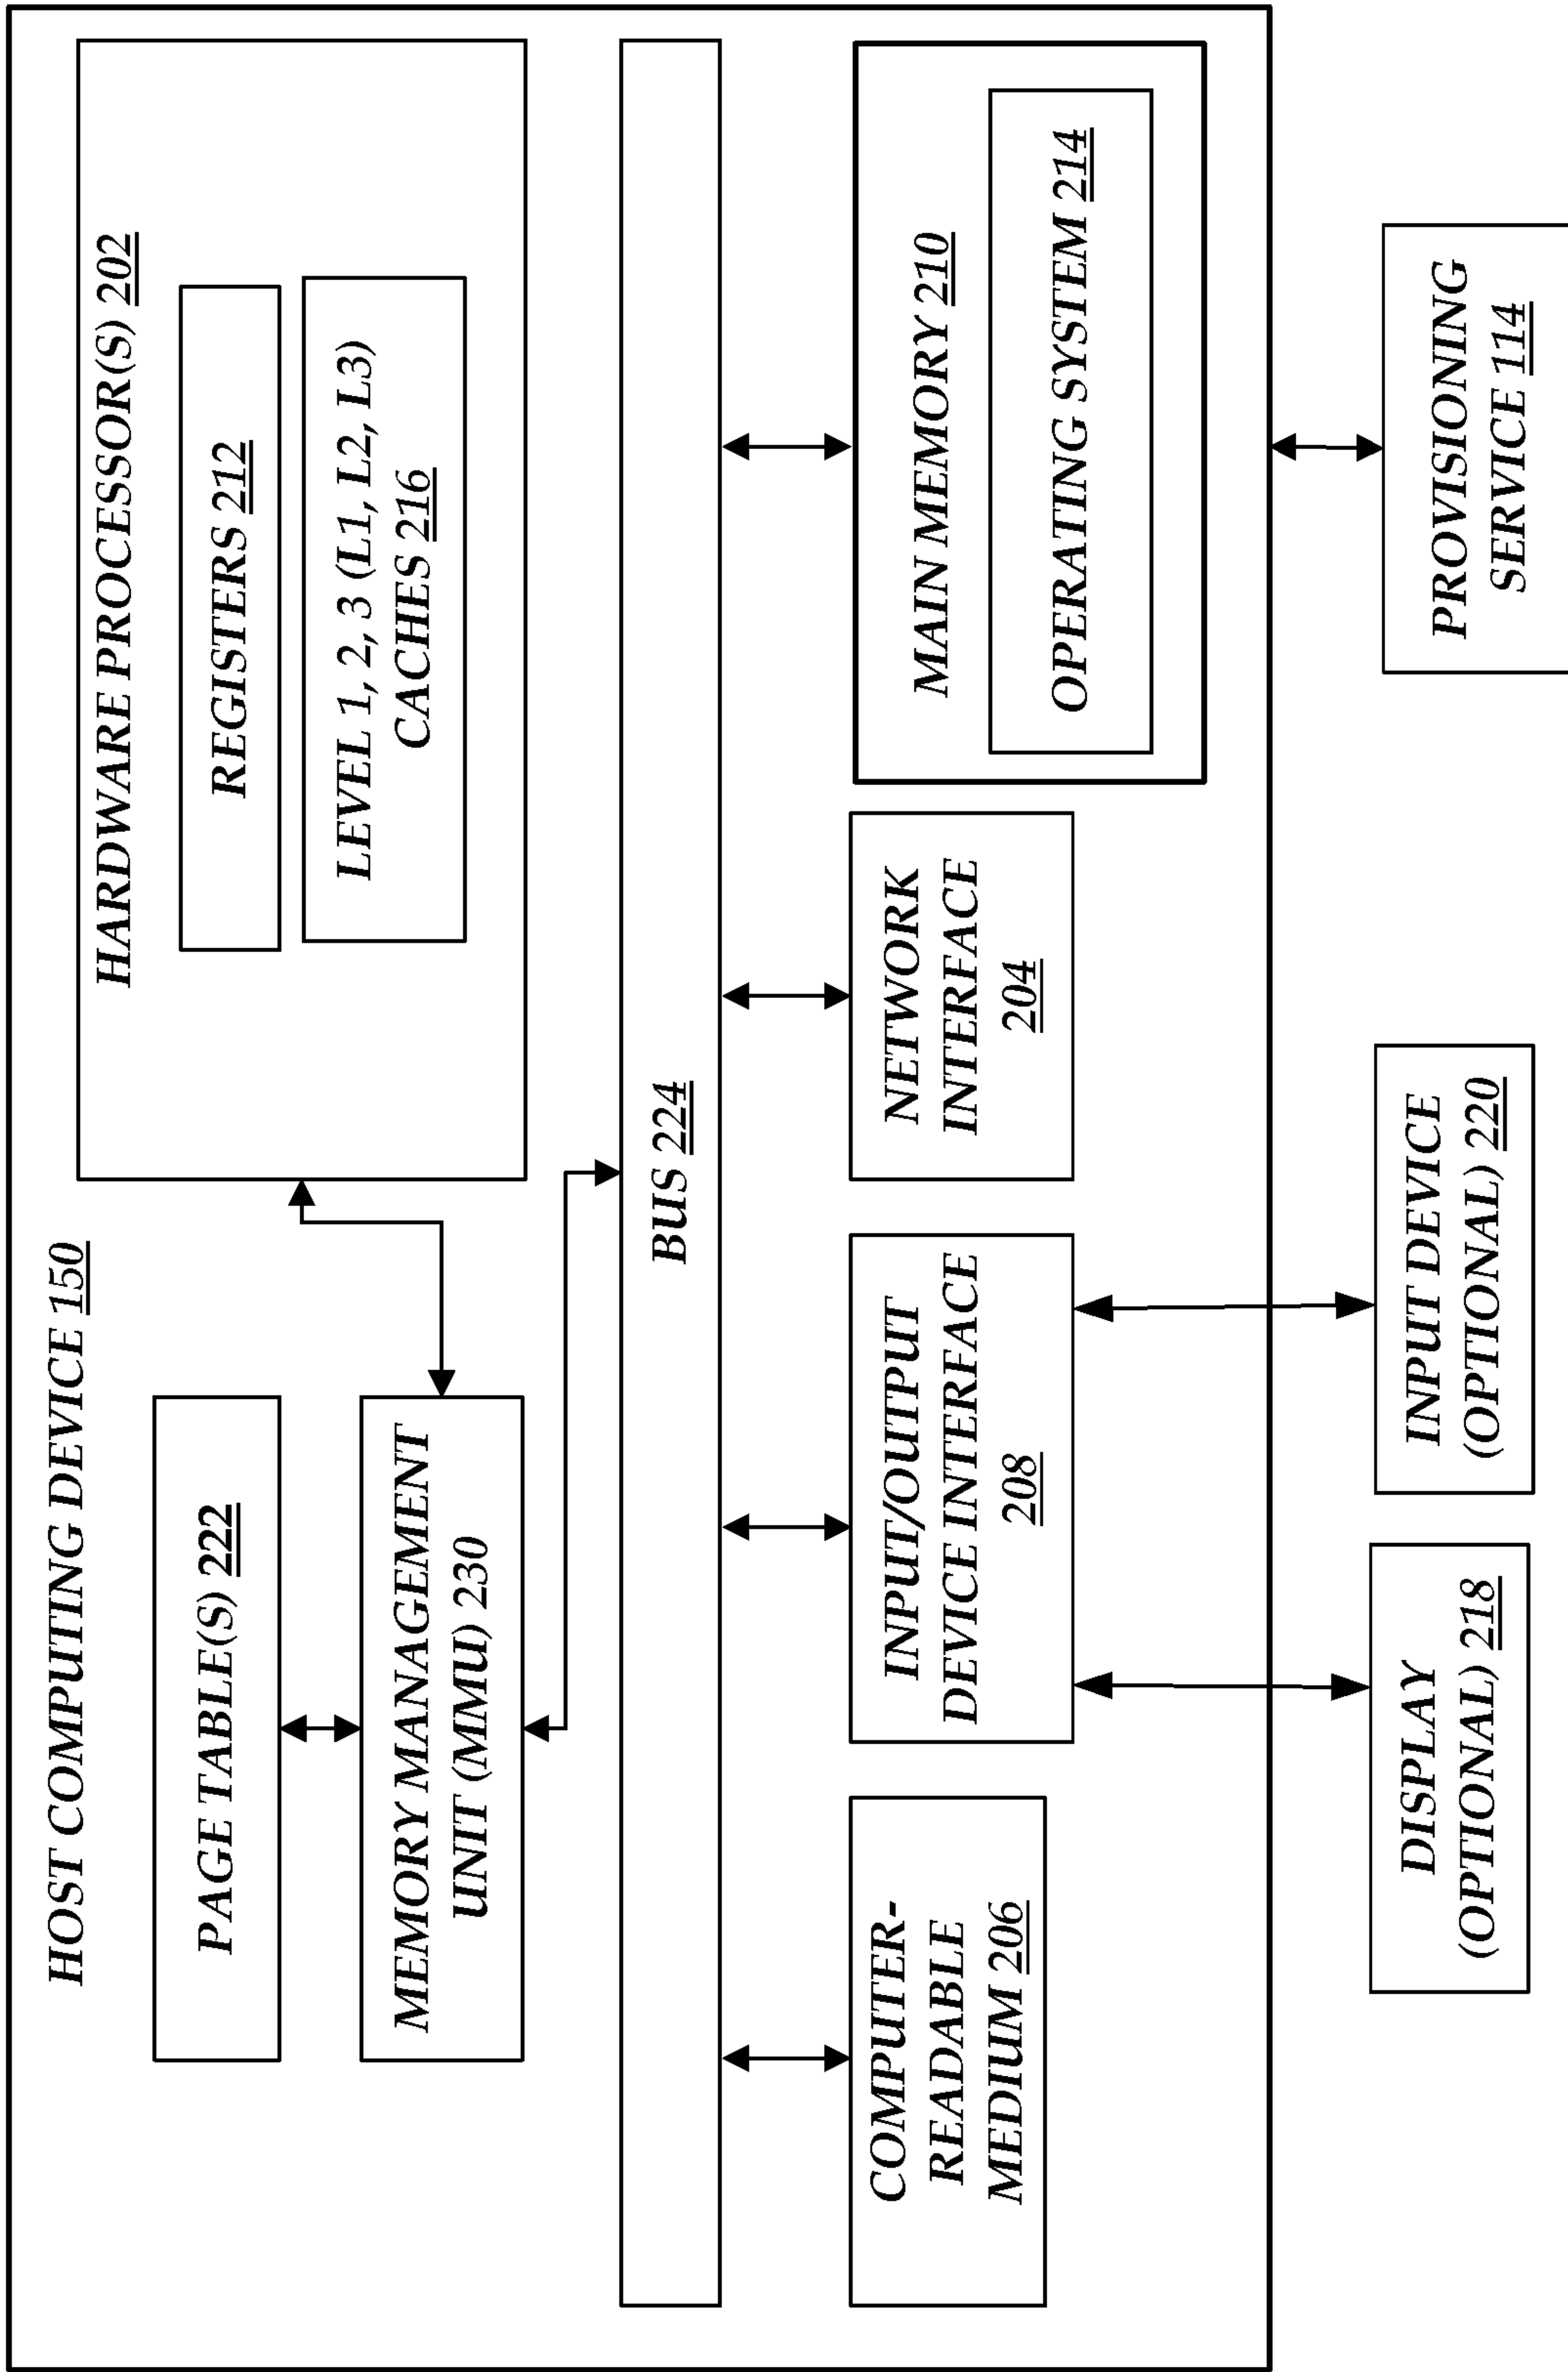 HOST COMPUTING DEVICE 150
PAGE TABLE(S) 222
MEMORY MANAGEMENT
UNIT (MMU) 230
HARDWARE PROCESSOR(S) 202
REGISTERS 212
LEVEL 1, 2, 3 (L1, L2, L3)
CACHES 216
BUS 224
COMPUTER-
READABLE
MEDIUM 206
INPUT/OUTPUT
DEVICE INTERFACE
208
NETWORK
INTERFACE
204
MAIN MEMORY 210
OPERATING SYSTEM 214
DISPLAY
(OPTIONAL) 218
INPUT DEVICE
(OPTIONAL) 220
PROVISIONING
SERVICE 114